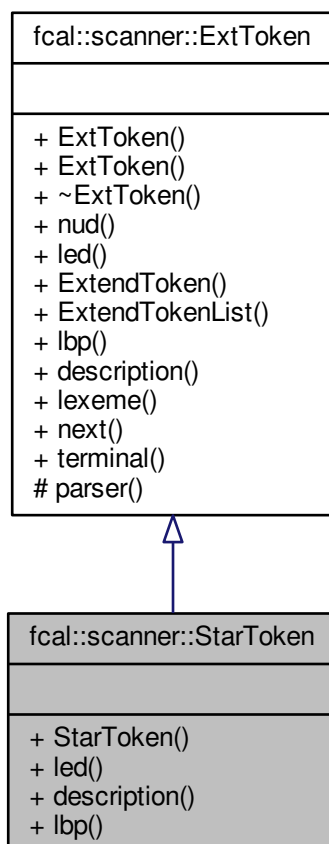 fcal::scanner::ExtToken
+ ExtToken()
+ ExtToken()
+ ~ExtToken()
+ nud()
+ led()
+ ExtendToken()
+ ExtendTokenList()
+ lbp()
+ description()
+ lexeme()
+ next()
+ terminal()
# parser()
fcal::scanner::StarToken
+ StarToken()
+ led()
+ description()
+ lbp()